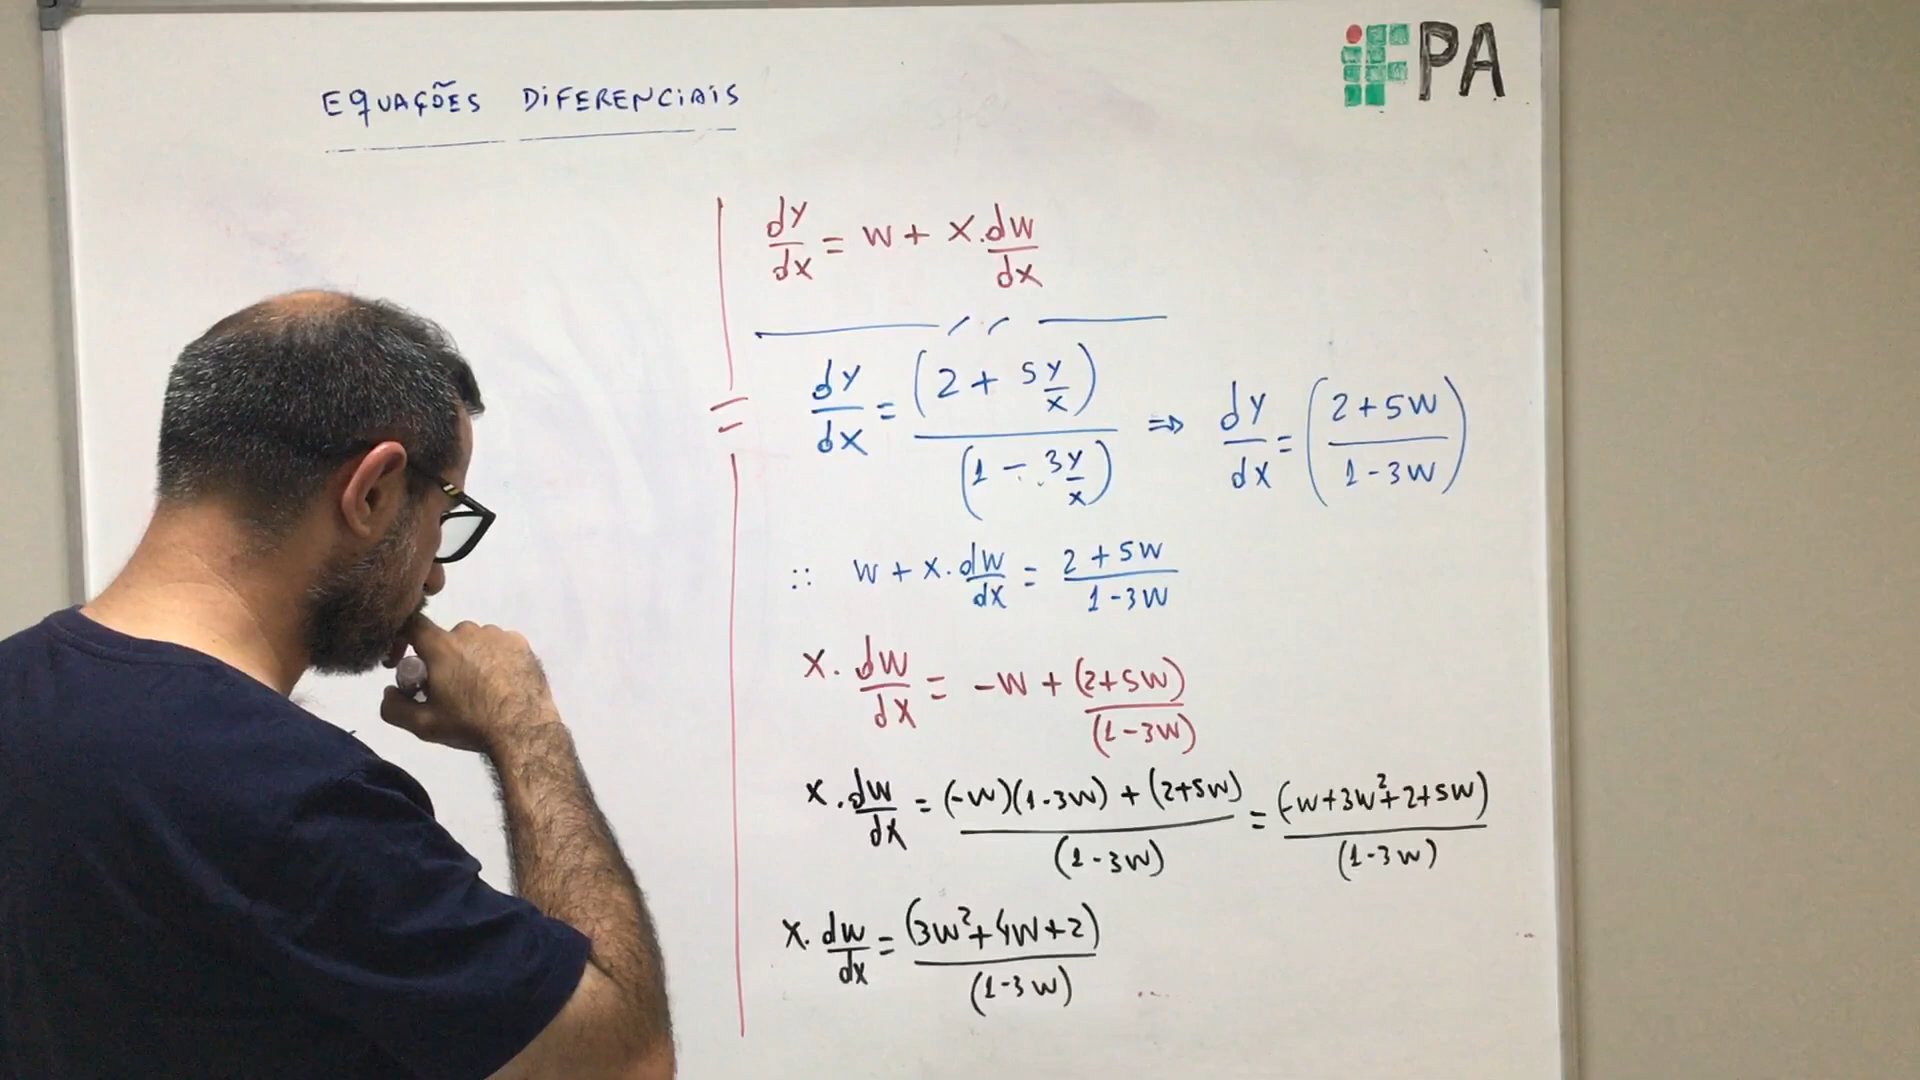 EQUAÇÕES DIFERENCIAIS
iF PA
dy/dx = w + x.dw/dx
dy/dx = (2 + 5y/x)/(1 - 3y/x) ⇒ dy/dx = (2+5w/1-3w)
∴ w + x.dw/dx = 2+5w/1-3w
x.dw/dx = -w + (2+5w)/(1-3w)
x.dw/dx = (-w)(1-3w) + (2+5w)/(1-3w) = (-w+3w²+2+5w)/(1-3w)
x.dw/dx = (3w²+4w+2)/(1-3w)